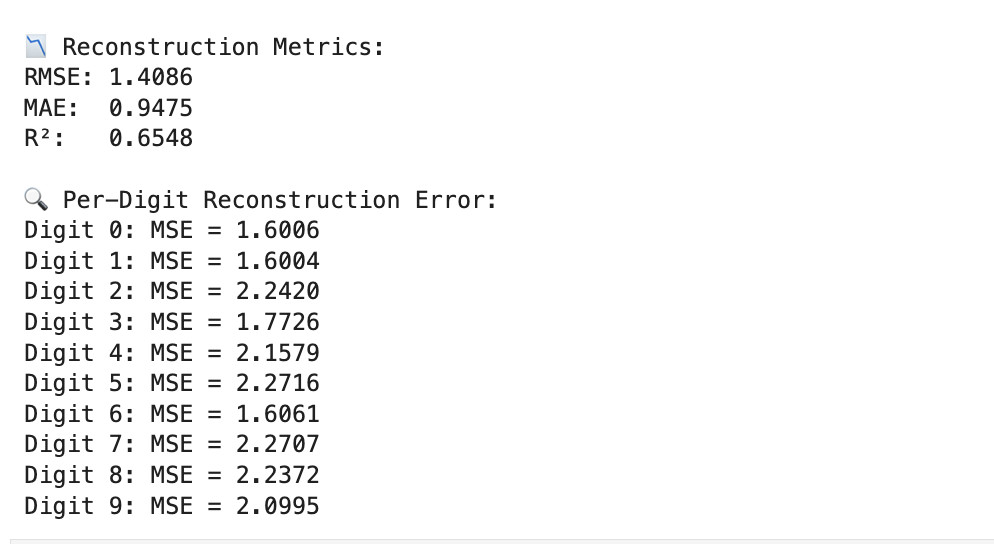 📉 Reconstruction Metrics:
RMSE: 1.4086
MAE:  0.9475
R²:   0.6548
🔍 Per-Digit Reconstruction Error:
Digit 0: MSE = 1.6006
Digit 1: MSE = 1.6004
Digit 2: MSE = 2.2420
Digit 3: MSE = 1.7726
Digit 4: MSE = 2.1579
Digit 5: MSE = 2.2716
Digit 6: MSE = 1.6061
Digit 7: MSE = 2.2707
Digit 8: MSE = 2.2372
Digit 9: MSE = 2.0995